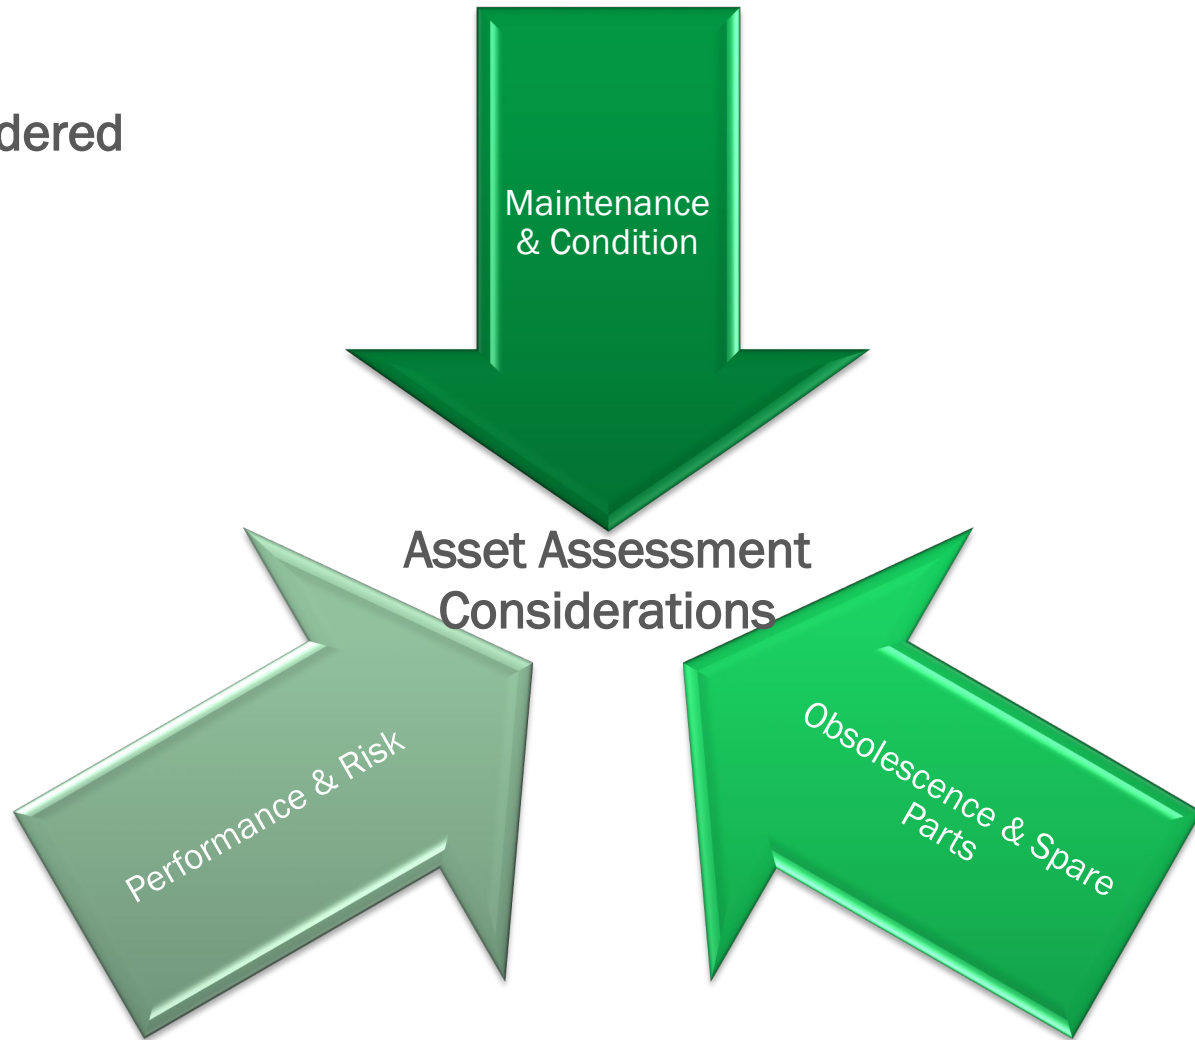 dered
Maintenance
& Condition
Asset Assessment
Considerations
Performance & Risk
Obsolescence & Spare
Parts